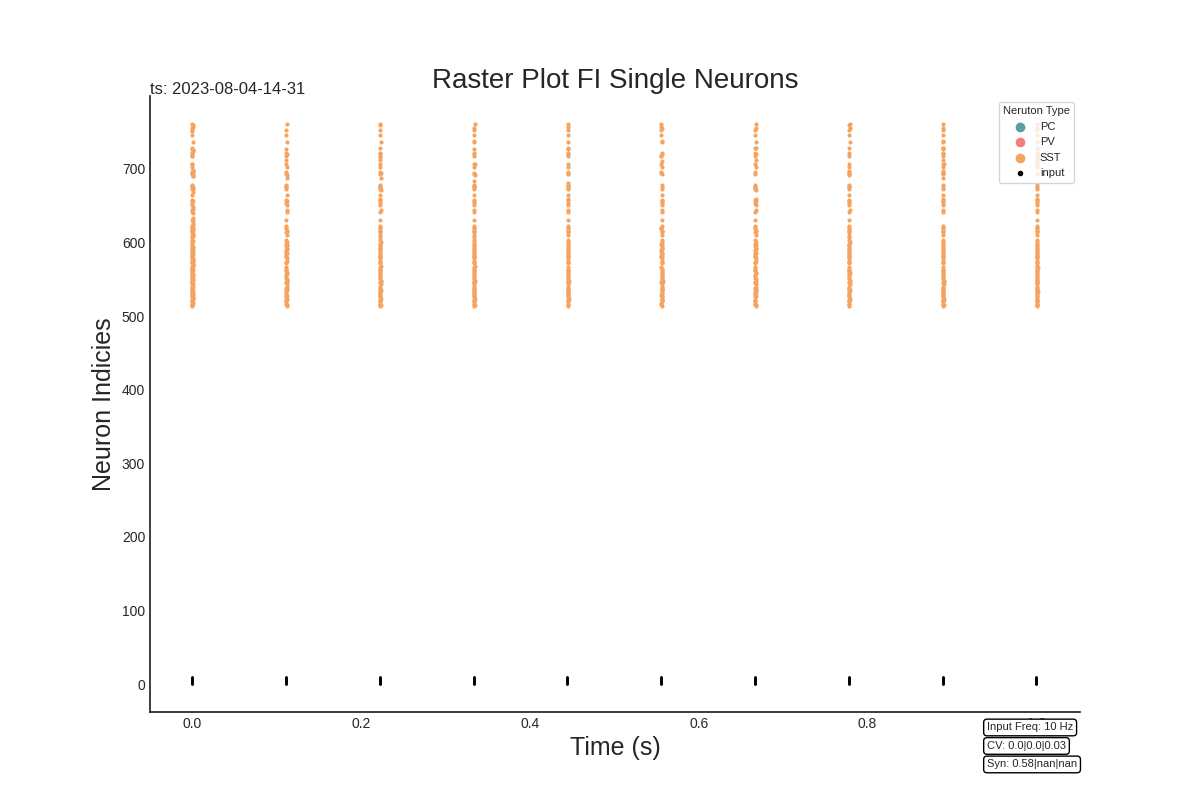 Raster Plot FI Single Neurons
ts: 2023-08-04-14-31
Neruton Type
PC
PV
SST
input
Neuron Indicies
700
600
500
400
300
200
100
0
0.0 0.2 0.4 0.6 0.8
Time (s)
Input Freq: 10 Hz
CV: 0.0|0.0|0.03
Syn: 0.58|nan|nan